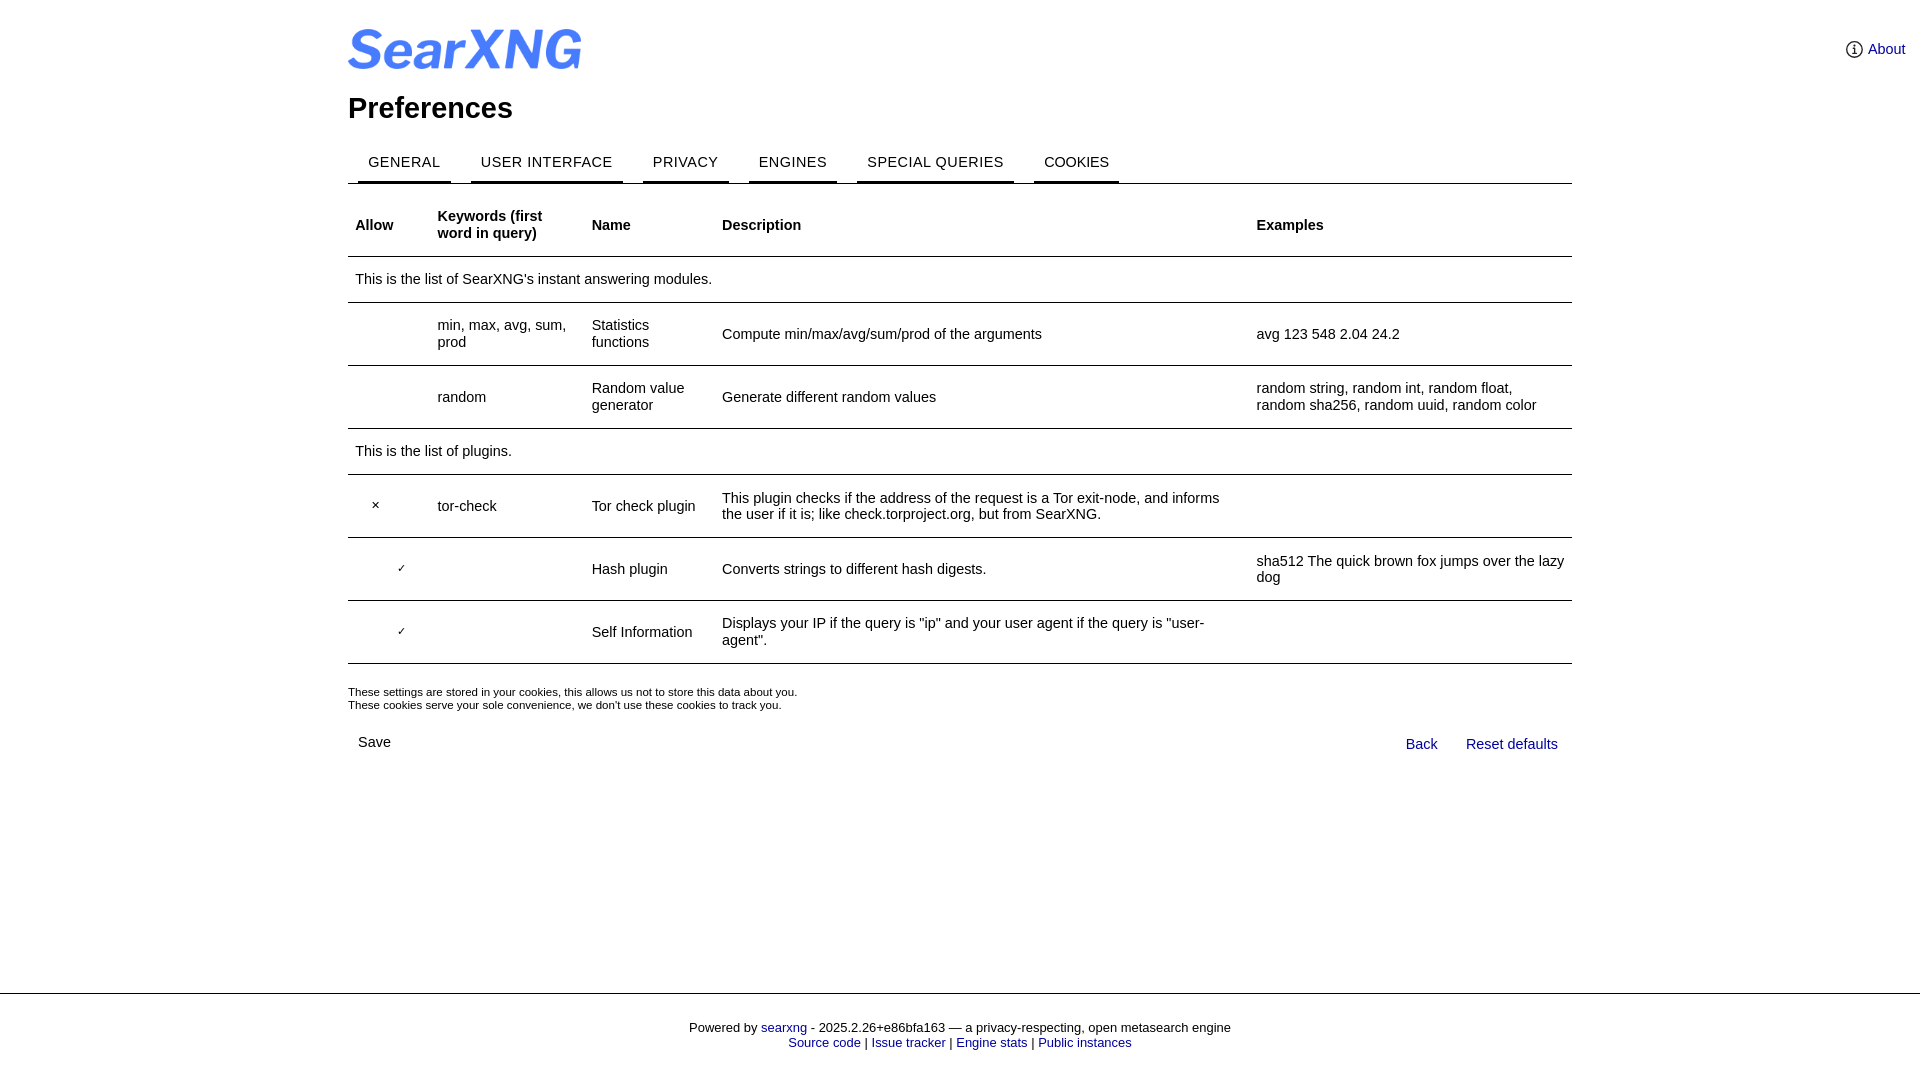 SearXNG
About
Preferences
GENERAL
USER INTERFACE
PRIVACY
ENGINES
SPECIAL QUERIES
COOKIES
Allow
Keywords (first
word in query)
Name
Description
Examples
This is the list of SearXNG's instant answering modules.
min, max, avg, sum,
prod
Statistics
functions
Compute min/max/avg/sum/prod of the arguments
avg 123 548 2.04 24.2
random
Random value
generator
Generate different random values
random string, random int, random float,
random sha256, random uuid, random color
This is the list of plugins.
✕
tor-check
Tor check plugin
This plugin checks if the address of the request is a Tor exit-node, and informs
the user if it is; like check.torproject.org, but from SearXNG.
✓
Hash plugin
Converts strings to different hash digests.
sha512 The quick brown fox jumps over the lazy
dog
✓
Self Information
Displays your IP if the query is "ip" and your user agent if the query is "user-
agent".
These settings are stored in your cookies, this allows us not to store this data about you.
These cookies serve your sole convenience, we don't use these cookies to track you.
Save
Back
Reset defaults
Powered by searxng - 2025.2.26+e86bfa163 — a privacy-respecting, open metasearch engine
Source code | Issue tracker | Engine stats | Public instances